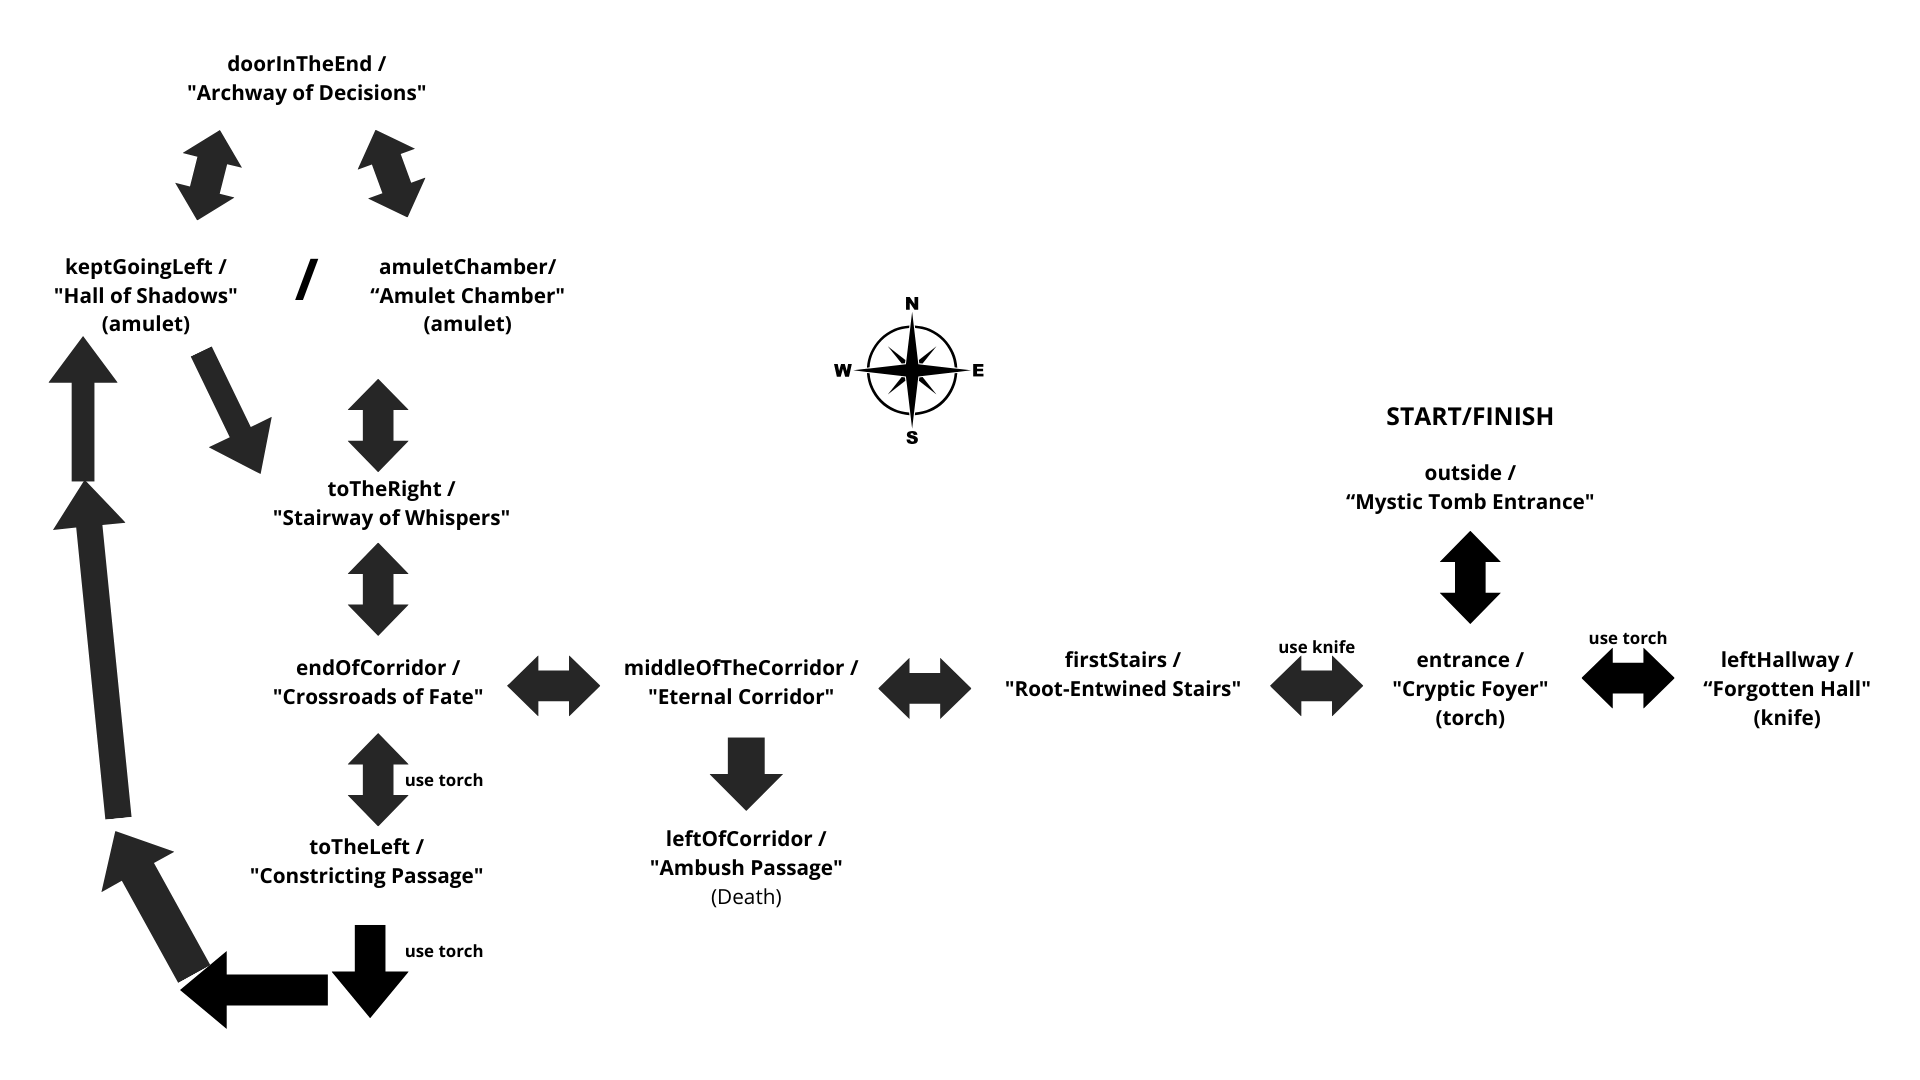 doorInTheEnd /
"Archway of Decisions"
keptGoingLeft /
"Hall of Shadows"
(amulet)
/
amuletChamber/
“Amulet Chamber"
(amulet)
N
W
E
S
START/FINISH
outside /
“Mystic Tomb Entrance"
toTheRight /
"Stairway of Whispers"
endOfCorridor /
"Crossroads of Fate"
middleOfTheCorridor /
"Eternal Corridor"
firstStairs /
"Root-Entwined Stairs"
use knife
entrance /
"Cryptic Foyer"
(torch)
use torch
leftHallway /
“Forgotten Hall"
(knife)
use torch
toTheLeft /
"Constricting Passage"
leftOfCorridor /
"Ambush Passage"
(Death)
use torch